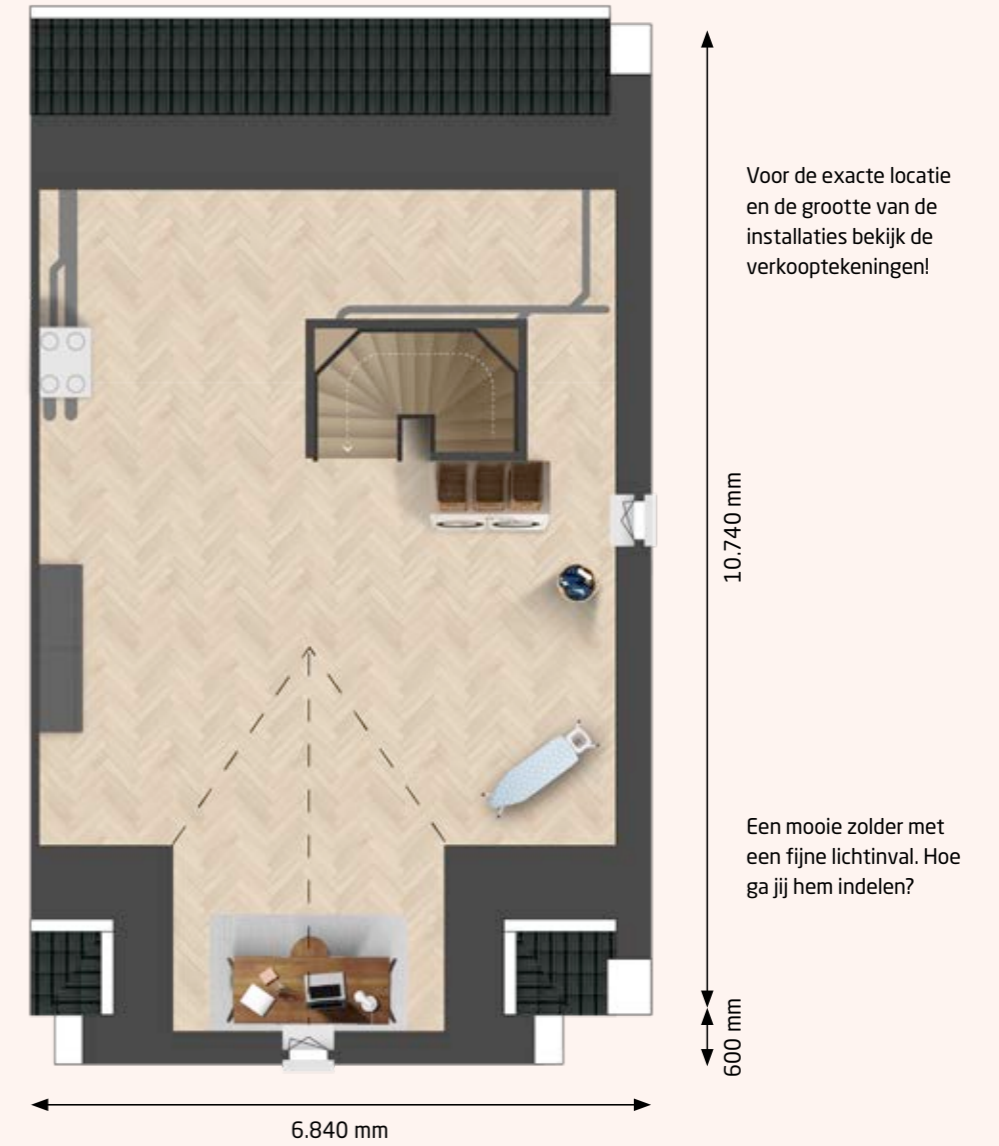 Voor de exacte locatie
en de grootte van de
installaties bekijk de
verkooptekeningen!
10.740 mm
Een mooie zolder met
een fijne lichtinval. Hoe
ga jij hem indelen?
600 mm
6.840 mm